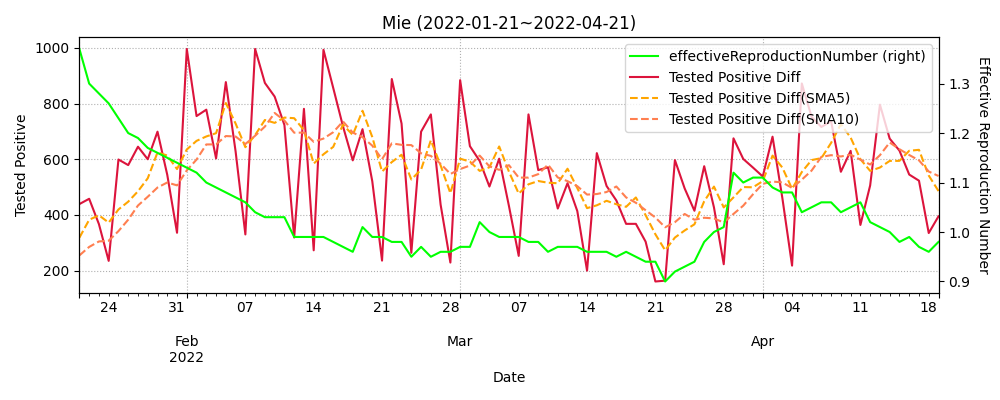 Mie (2022-01-21~2022-04-21)
effectiveReproductionNumber (right)
Tested Positive Diff
Tested Positive Diff(SMA5)
Tested Positive Diff(SMA10)
Tested Positive
1000
800
600
400
200
Effective Reproduction Number
1.3
1.2
1.1
1.0
0.9
24 31 07 14 21 28 07 14 21 28 04 11 18
Feb Mar Apr
2022
Date